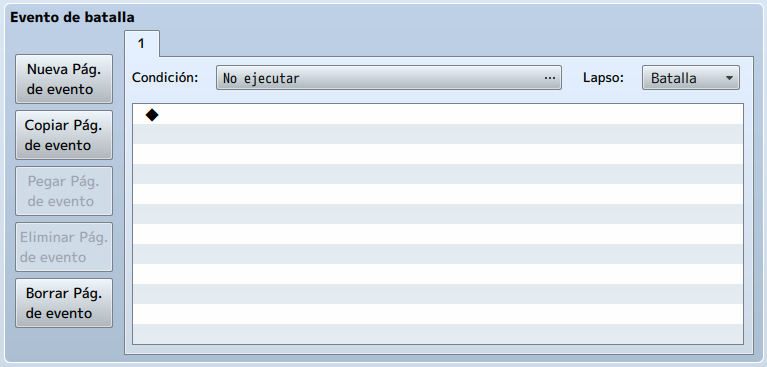 Evento de batalla
1
Nueva Pág.
de evento
Condición: No ejecutar ... Lapso: Batalla
Copiar Pág.
de evento
Pegar Pág.
de evento
Eliminar Pág.
de evento
Borrar Pág.
de evento